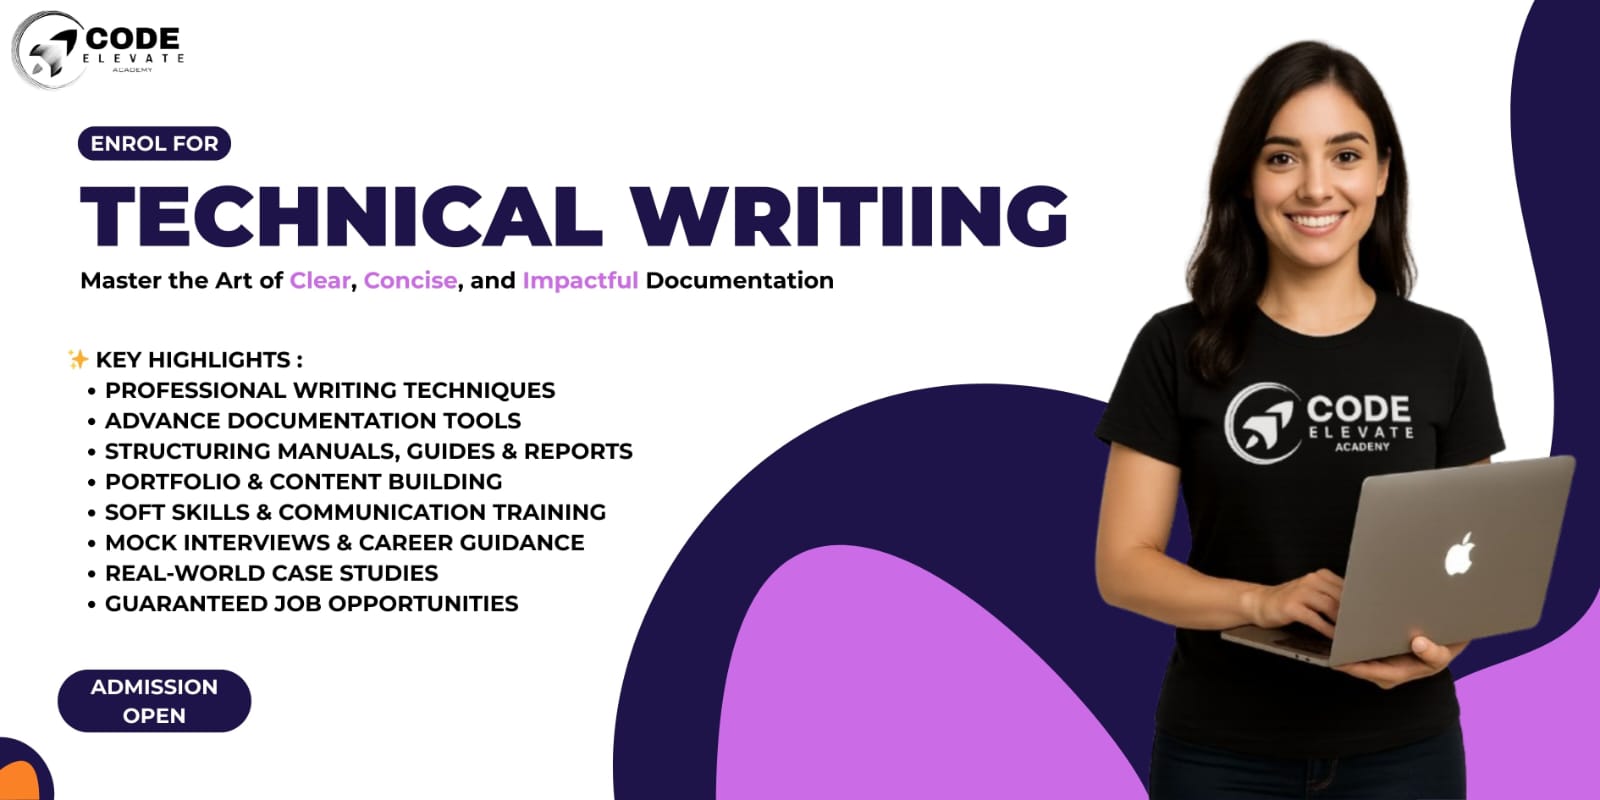 CODE
ELEVATE
ACADEMY
ENROL FOR
TECHNICAL WRITIING
Master the Art of Clear, Concise, and Impactful Documentation
✨ KEY HIGHLIGHTS :
• PROFESSIONAL WRITING TECHNIQUES
• ADVANCE DOCUMENTATION TOOLS
• STRUCTURING MANUALS, GUIDES & REPORTS
• PORTFOLIO & CONTENT BUILDING
• SOFT SKILLS & COMMUNICATION TRAINING
• MOCK INTERVIEWS & CAREER GUIDANCE
• REAL-WORLD CASE STUDIES
• GUARANTEED JOB OPPORTUNITIES
ADMISSION
OPEN
CODE
ELEVATE
ACADEMY